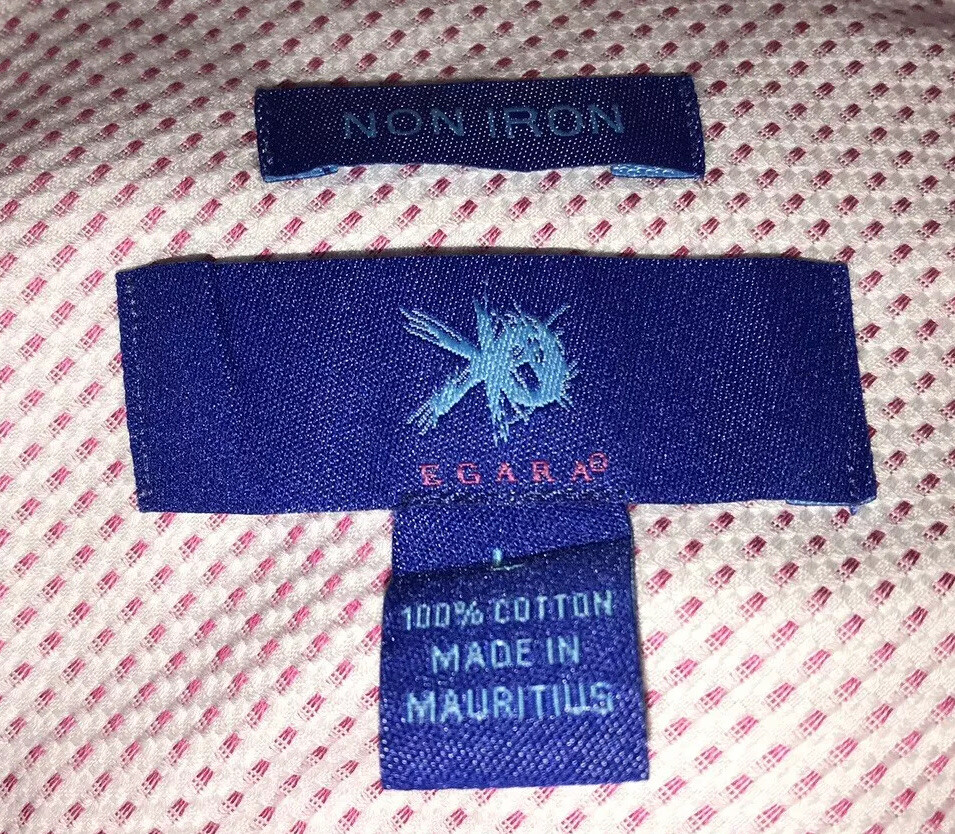 NON IRON
EGARA®
L
100% COTTON
MADE IN
MAURITIUS